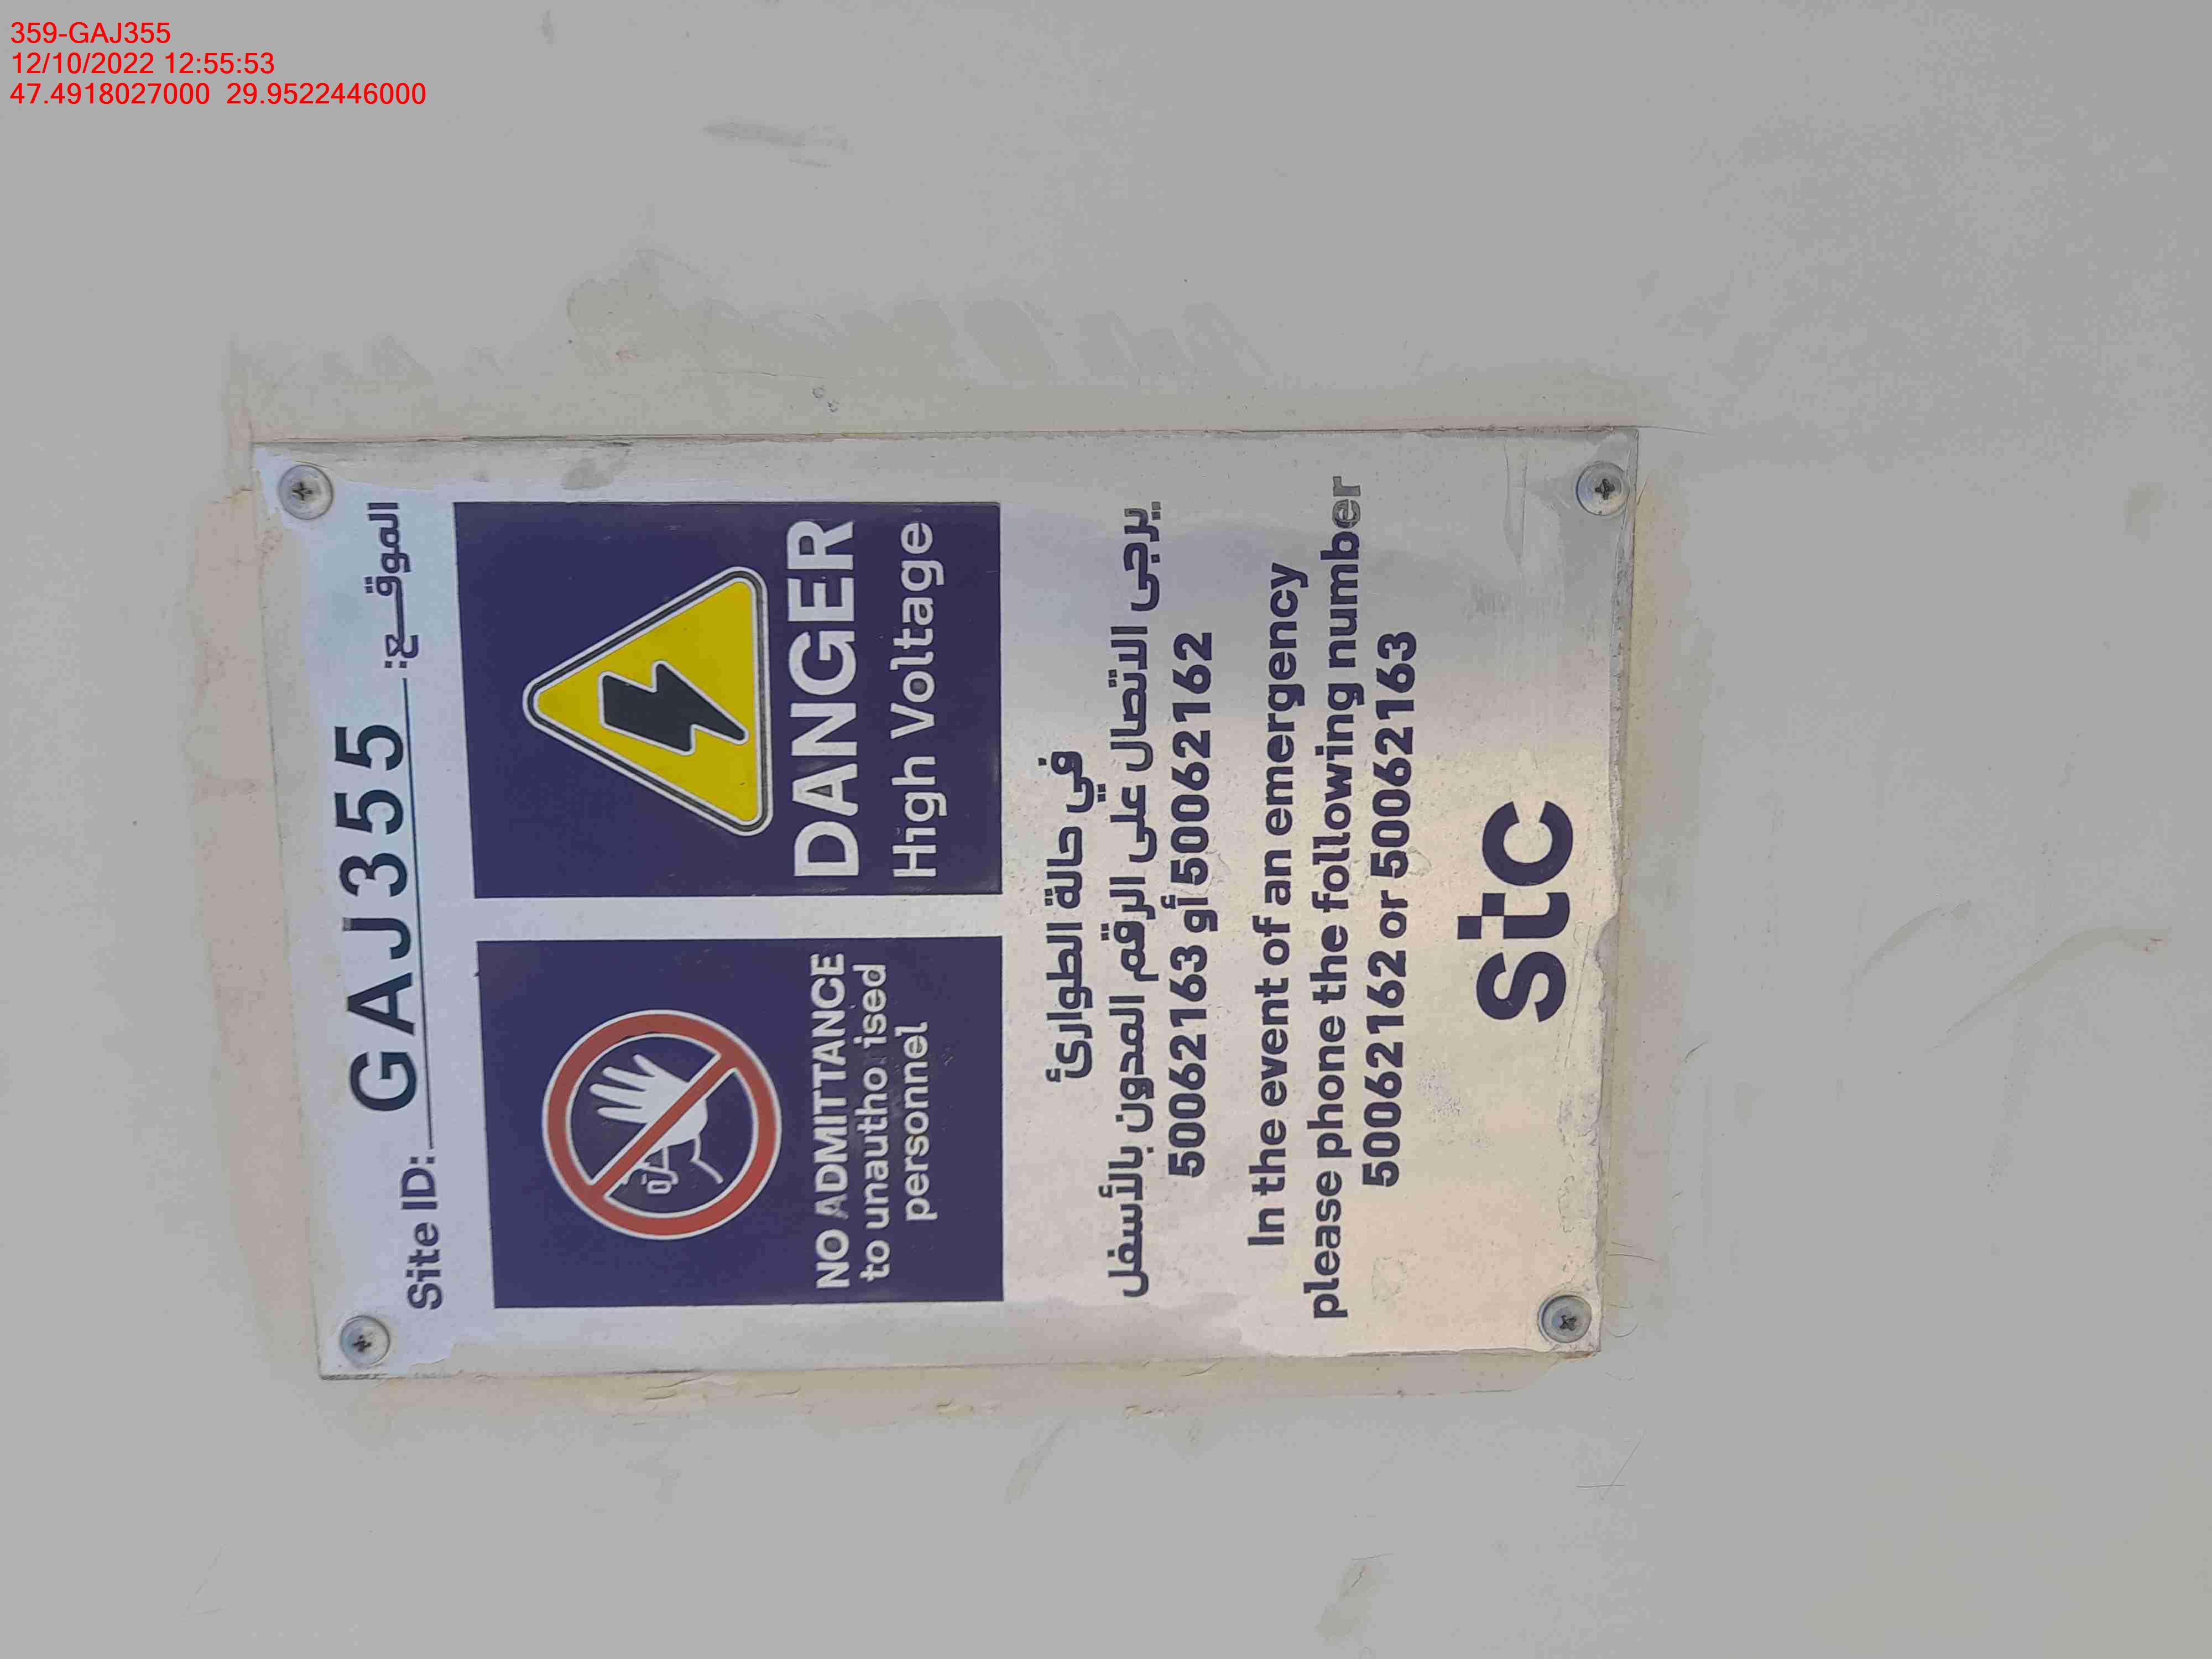 359-GAJ355
12/10/2022 12:55:53
47.4918027000 29.9522446000
Site ID: GAJ355 الموقــع:
NO ADMITTANCE
to unauthorised
personnel
DANGER
High Voltage
في حالة الطوارئ
يرجى الاتصال على الرقم المدون بالأسفل
50062163 أو 50062162
In the event of an emergency
please phone the following number
50062162 or 50062163
stc